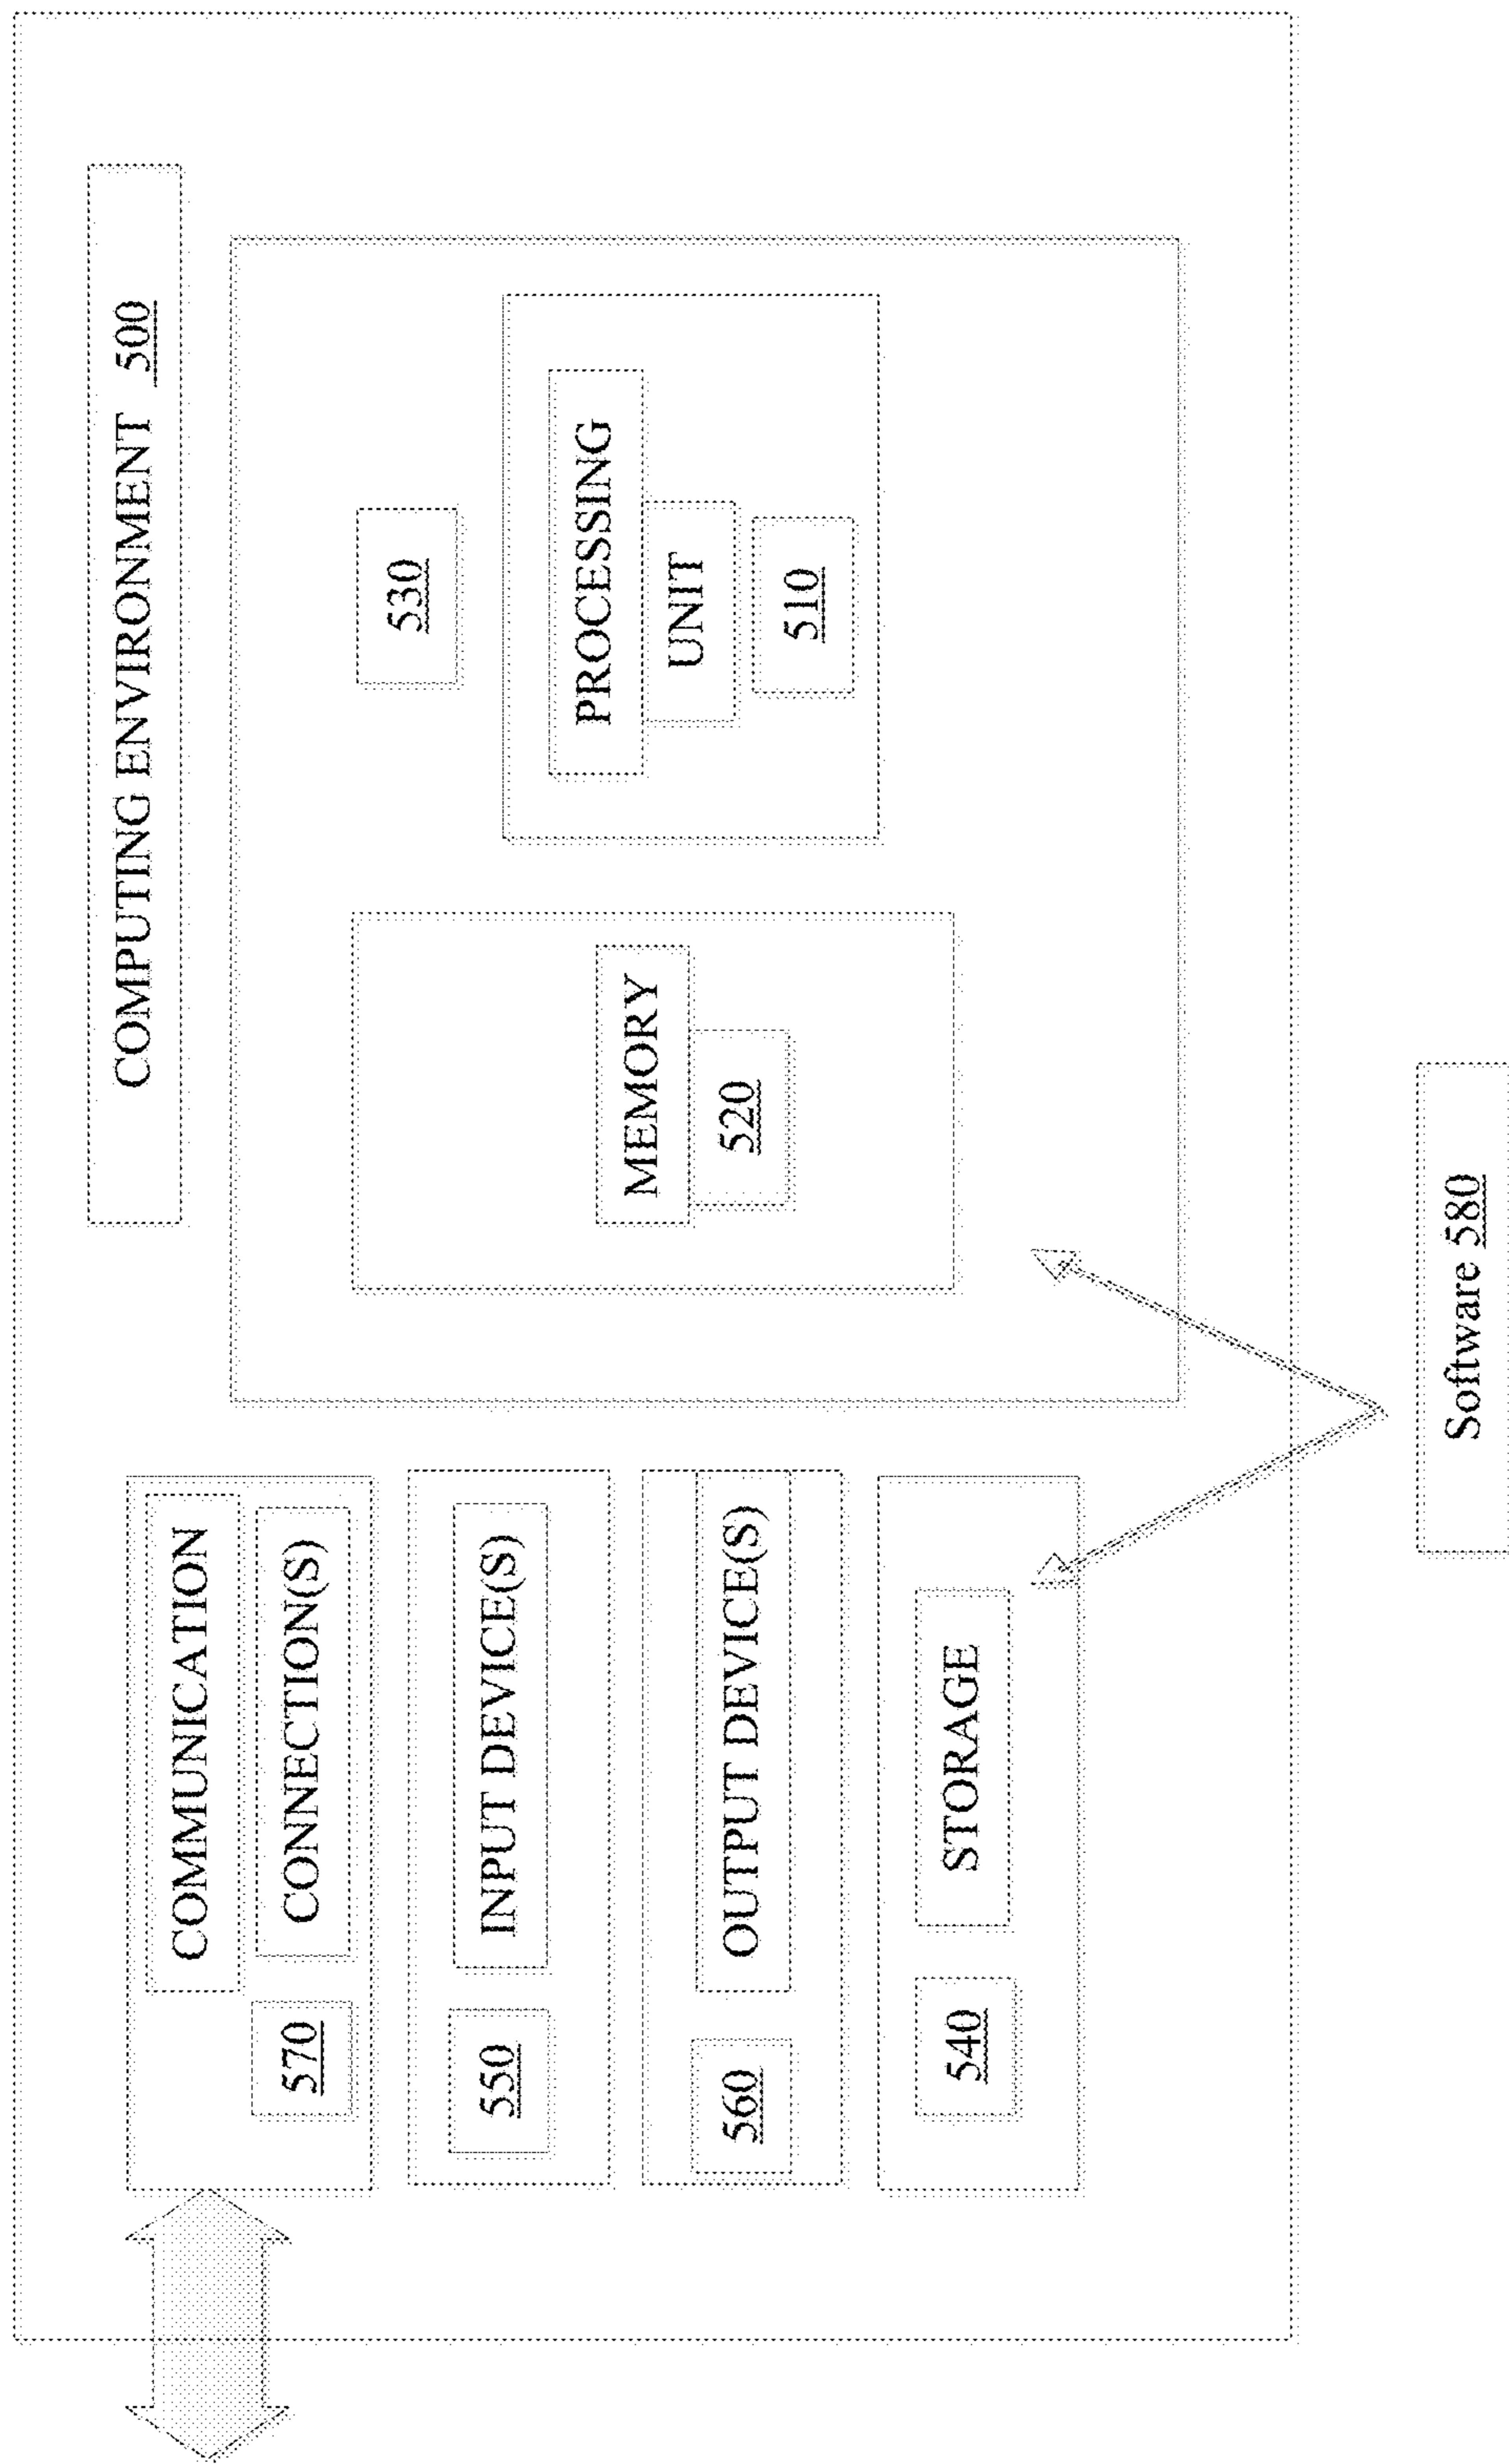 COMPUTING ENVIRONMENT 500
COMMUNICATION
CONNECTION(S)
570
INPUT DEVICE(S)
550
OUTPUT DEVICE(S)
560
STORAGE
540
530
MEMORY
520
PROCESSING
UNIT
510
Software 580